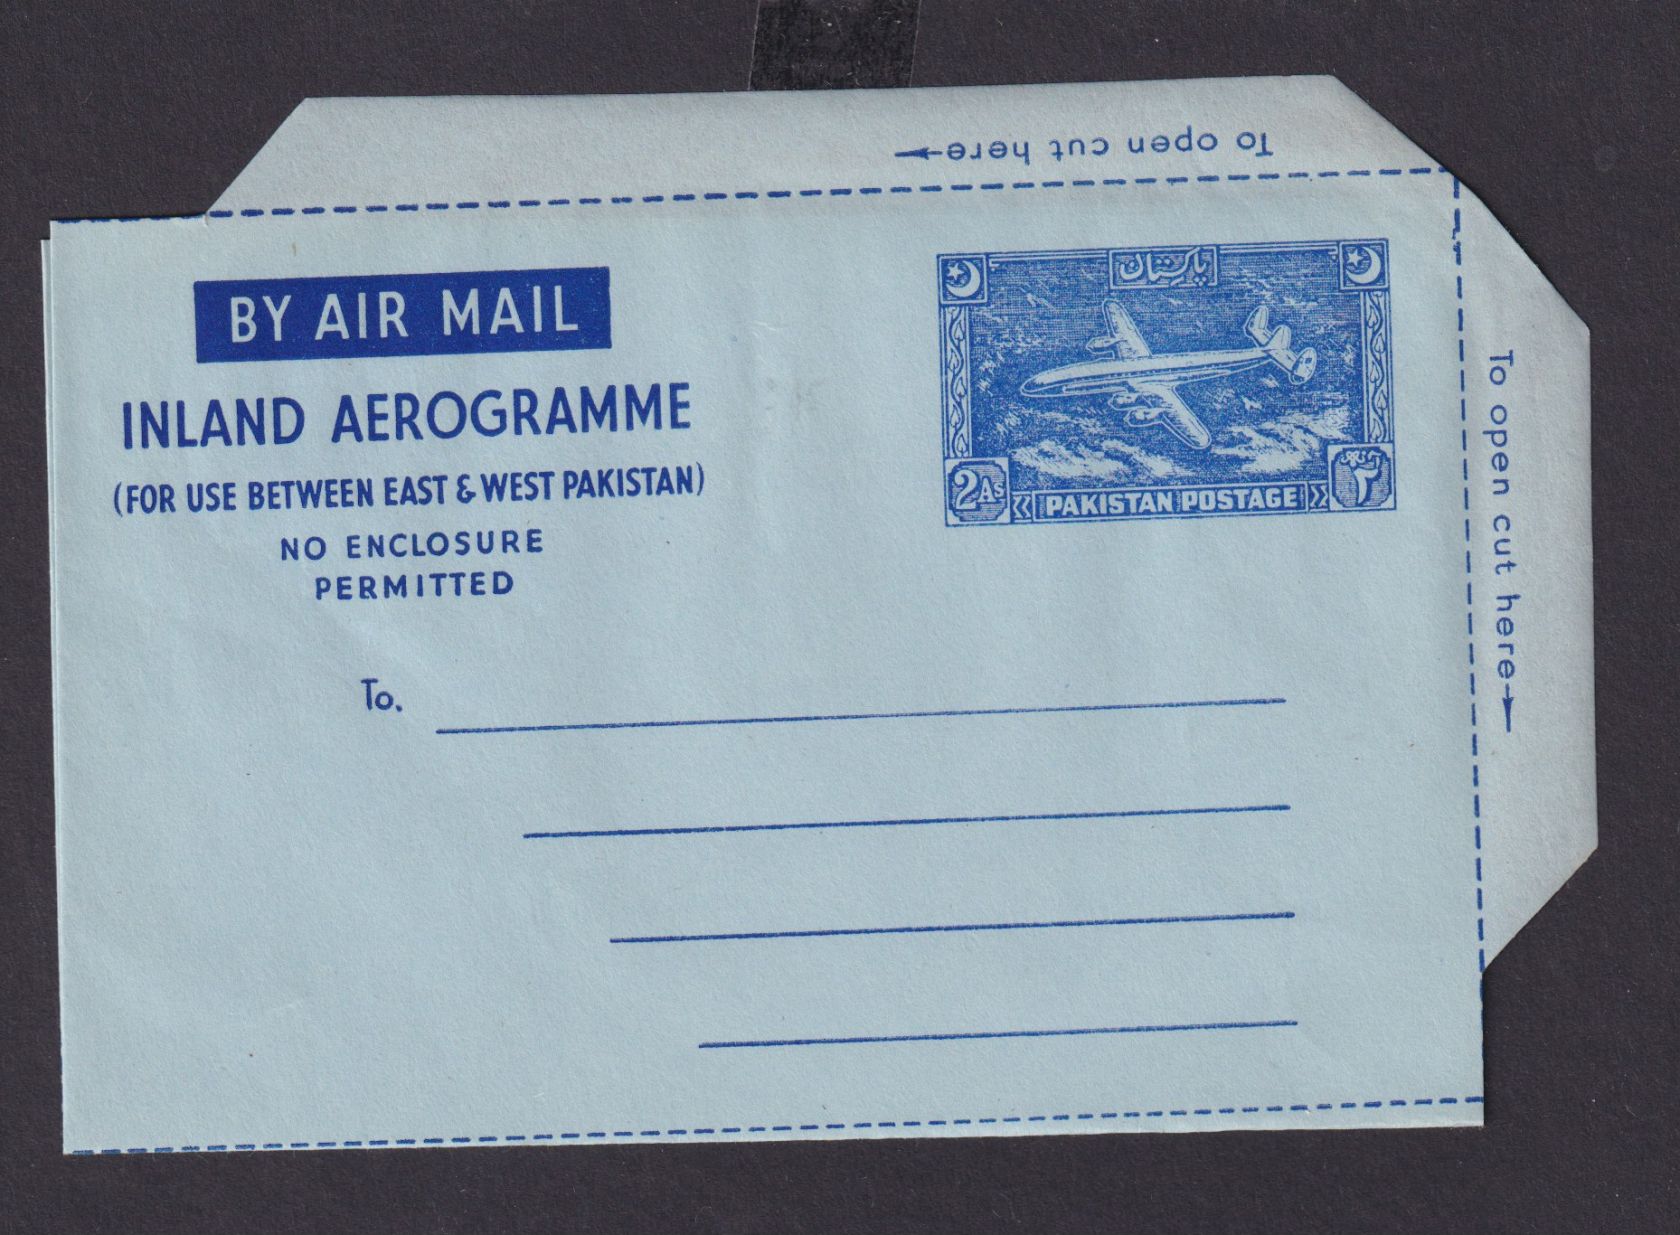 To open cut here
BY AIR MAIL
پاکستان
INLAND AEROGRAMME
(FOR USE BETWEEN EAST & WEST PAKISTAN)
2As
PAKISTAN POSTAGE
۲
NO ENCLOSURE
PERMITTED
To open cut here
To.